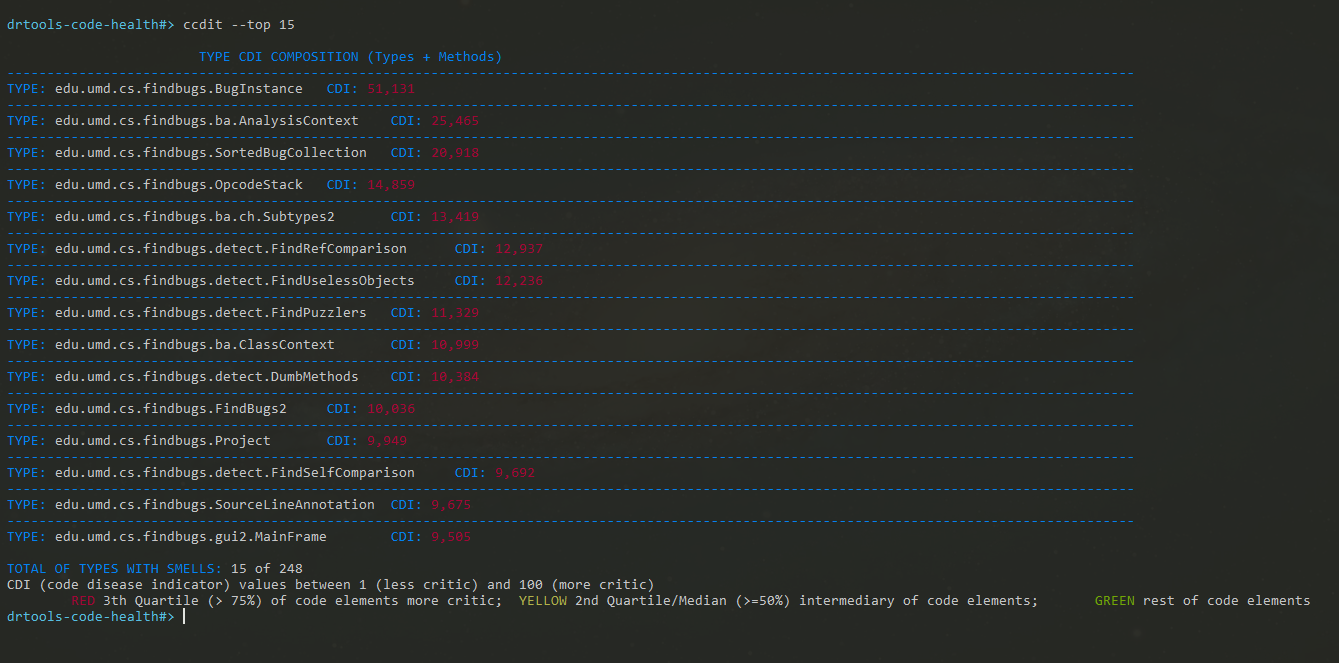 drtools-code-health#> ccdit --top 15
TYPE CDI COMPOSITION (Types + Methods)
TYPE: edu.umd.cs.findbugs.BugInstance CDI: 51,131
TYPE: edu.umd.cs.findbugs.ba.AnalysisContext CDI: 25,465
TYPE: edu.umd.cs.findbugs.SortedBugCollection CDI: 20,918
TYPE: edu.umd.cs.findbugs.OpcodeStack CDI: 14,859
TYPE: edu.umd.cs.findbugs.ba.ch.Subtypes2 CDI: 13,419
TYPE: edu.umd.cs.findbugs.detect.FindRefComparison CDI: 12,937
TYPE: edu.umd.cs.findbugs.detect.FindUselessObjects CDI: 12,236
TYPE: edu.umd.cs.findbugs.detect.FindPuzzlers CDI: 11,329
TYPE: edu.umd.cs.findbugs.ba.ClassContext CDI: 10,999
TYPE: edu.umd.cs.findbugs.detect.DumbMethods CDI: 10,384
TYPE: edu.umd.cs.findbugs.FindBugs2 CDI: 10,036
TYPE: edu.umd.cs.findbugs.Project CDI: 9,949
TYPE: edu.umd.cs.findbugs.detect.FindSelfComparison CDI: 9,692
TYPE: edu.umd.cs.findbugs.SourceLineAnnotation CDI: 9,675
TYPE: edu.umd.cs.findbugs.gui2.MainFrame CDI: 9,505
TOTAL OF TYPES WITH SMELLS: 15 of 248
CDI (code disease indicator) values between 1 (less critic) and 100 (more critic)
RED 3th Quartile (> 75%) of code elements more critic; YELLOW 2nd Quartile/Median (>=50%) intermediary of code elements; GREEN rest of code elements
drtools-code-health#>